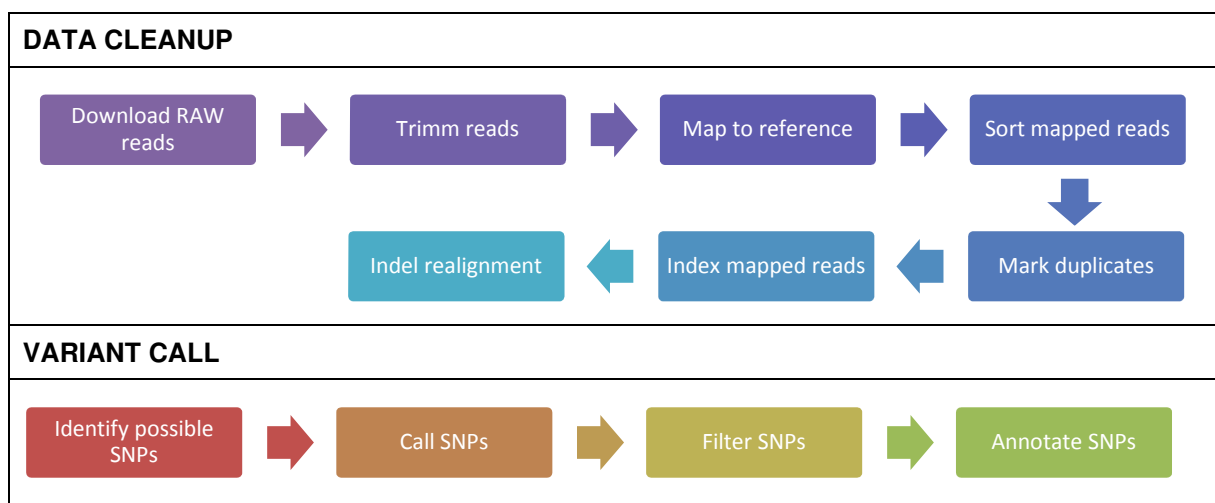 DATA CLEANUP
Download RAW
reads
Trimm reads
Map to reference
Sort mapped reads
Indel realignment
Index mapped reads
Mark duplicates
VARIANT CALL
Identify possible
SNPs
Call SNPs
Filter SNPs
Annotate SNPs